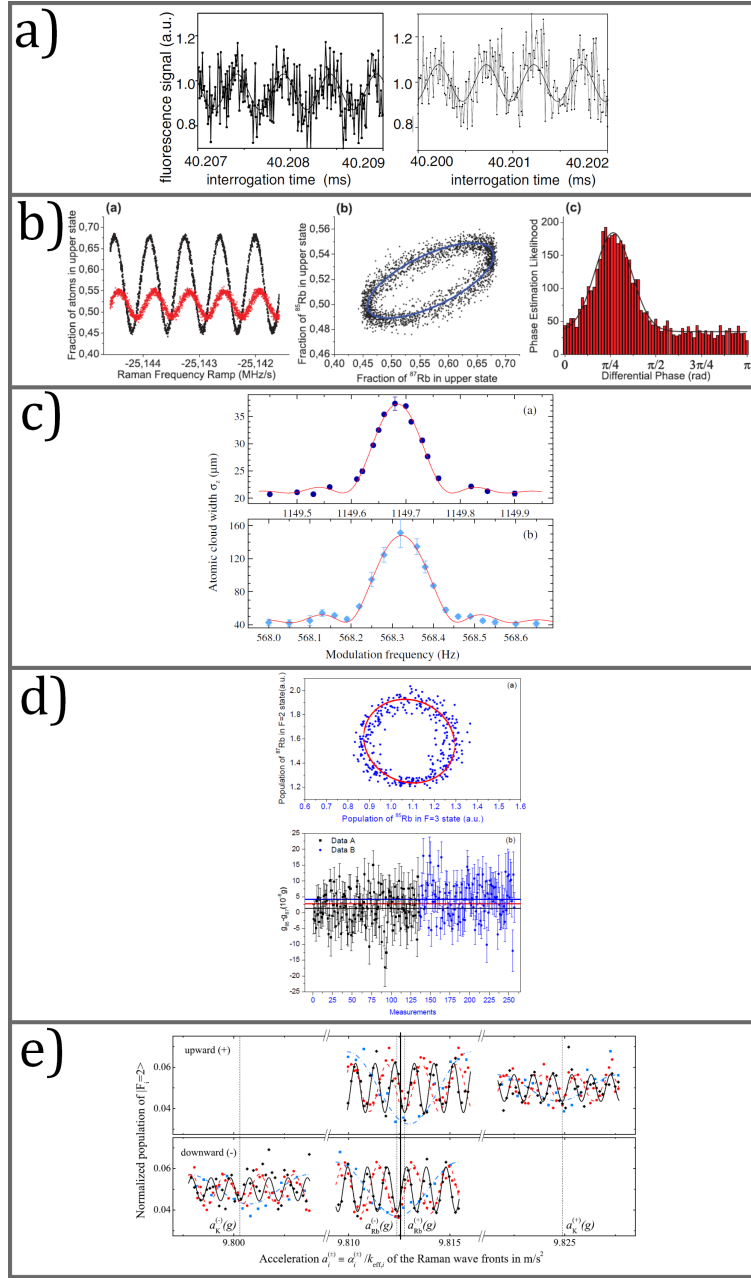 a)
fluorescence signal (a.u.)
1.2
1.0
0.8
40.207 40.208 40.209
interrogation time (ms)
1.2
1.0
0.8
40.200 40.201 40.202
interrogation time (ms)
b)
(a)
Fraction of atoms in upper state
0,70
0,65
0,60
0,55
0,50
0,45
0,40
-25,144 -25,143 -25,142
Raman Frequency Ramp (MHz/s)
(b)
Fraction of ⁸⁵Rb in upper state
0,56
0,54
0,52
0,50
0,48
0,46
0,40 0,45 0,50 0,55 0,60 0,65 0,70
Fraction of ⁸⁷Rb in upper state
(c)
Phase Estimation Likelihood
200
150
100
50
0
0 π/4 π/2 3π/4 π
Differential Phase (rad)
c)
Atomic cloud width σz (μm)
(a)
35
30
25
20
1149.5 1149.6 1149.7 1149.8 1149.9
(b)
160
120
80
40
568.0 568.1 568.2 568.3 568.4 568.5 568.6
Modulation frequency (Hz)
d)
(a)
Population of ⁸⁷Rb in F=2 state(a.u.)
2.0
1.8
1.6
1.4
1.2
0.6 0.7 0.8 0.9 1.0 1.1 1.2 1.3 1.4 1.5 1.6
Population of ⁸⁵Rb in F=3 state (a.u.)
(b)
Data A
Data B
25
20
15
10
5
0
-5
-10
-15
-20
-25
0 25 50 75 100 125 150 175 200 225 250
Measurements
e)
Normalized population of |Fᵢ=2>
upward (+)
0.06
0.04
downward (-)
0.06
0.04
a_K^(-)(g) a_Rb^(-)(g) a_Rb^(+)(g) a_K^(+)(g)
9.800 9.810 9.815 9.825
Acceleration aᵢ^(±) ≡ αᵢ^(±)/k_eff,i of the Raman wave fronts in m/s²